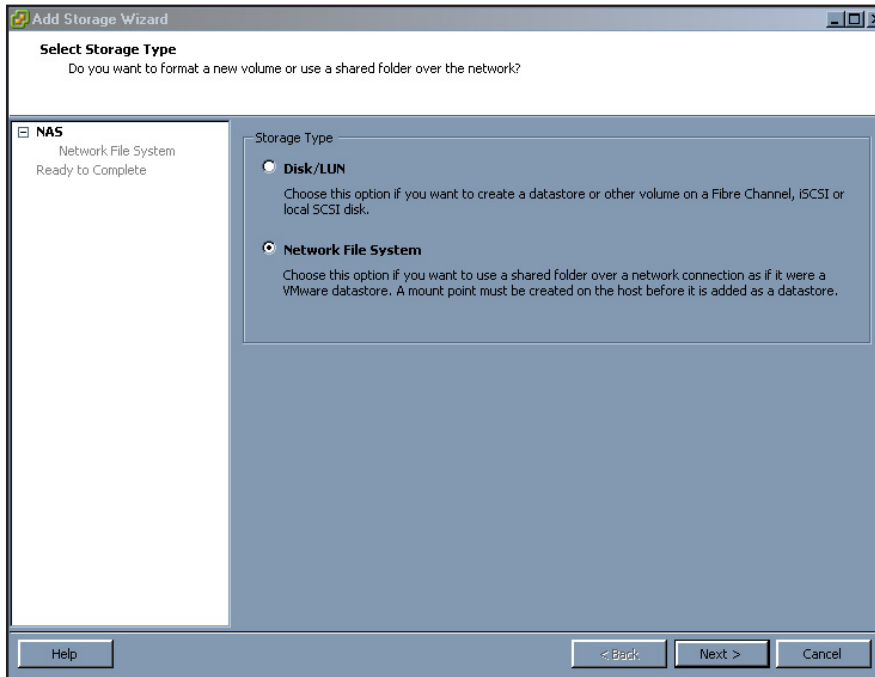 Add Storage Wizard
Select Storage Type
Do you want to format a new volume or use a shared folder over the network?
NAS
Network File System
Ready to Complete
Storage Type
Disk/LUN
Choose this option if you want to create a datastore or other volume on a Fibre Channel, iSCSI or
local SCSI disk.
Network File System
Choose this option if you want to use a shared folder over a network connection as if it were a
VMware datastore. A mount point must be created on the host before it is added as a datastore.
Help
< Back
Next >
Cancel